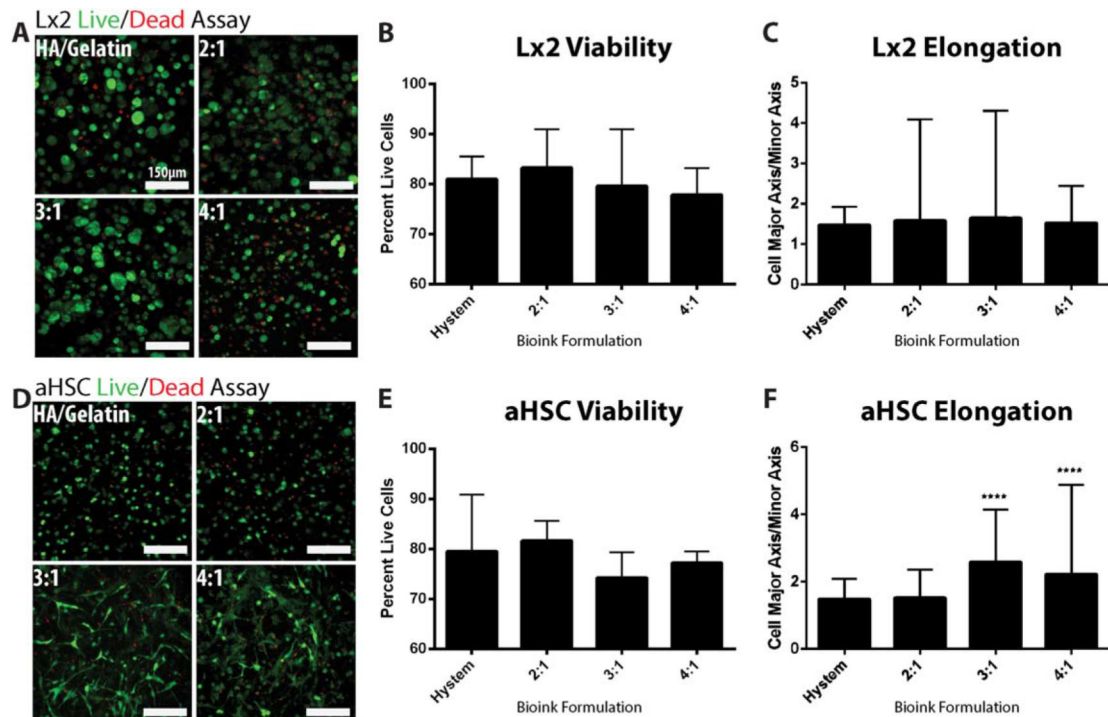 Lx2 Live/Dead Assay
A
HA/Gelatin
2:1
150μm
3:1
4:1
B
Lx2 Viability
Percent Live Cells
100
90
80
70
60
Hystem
2:1
3:1
4:1
Bioink Formulation
C
Lx2 Elongation
Cell Major Axis/Minor Axis
5
4
3
2
1
0
Hystem
2:1
3:1
4:1
Bioink Formulation
aHSC Live/Dead Assay
D
HA/Gelatin
2:1
3:1
4:1
E
aHSC Viability
Percent Live Cells
100
90
80
70
60
Hystem
2:1
3:1
4:1
Bioink Formulation
F
aHSC Elongation
Cell Major Axis/Minor Axis
6
4
2
0
****
****
Hystem
2:1
3:1
4:1
Bioink Formulation